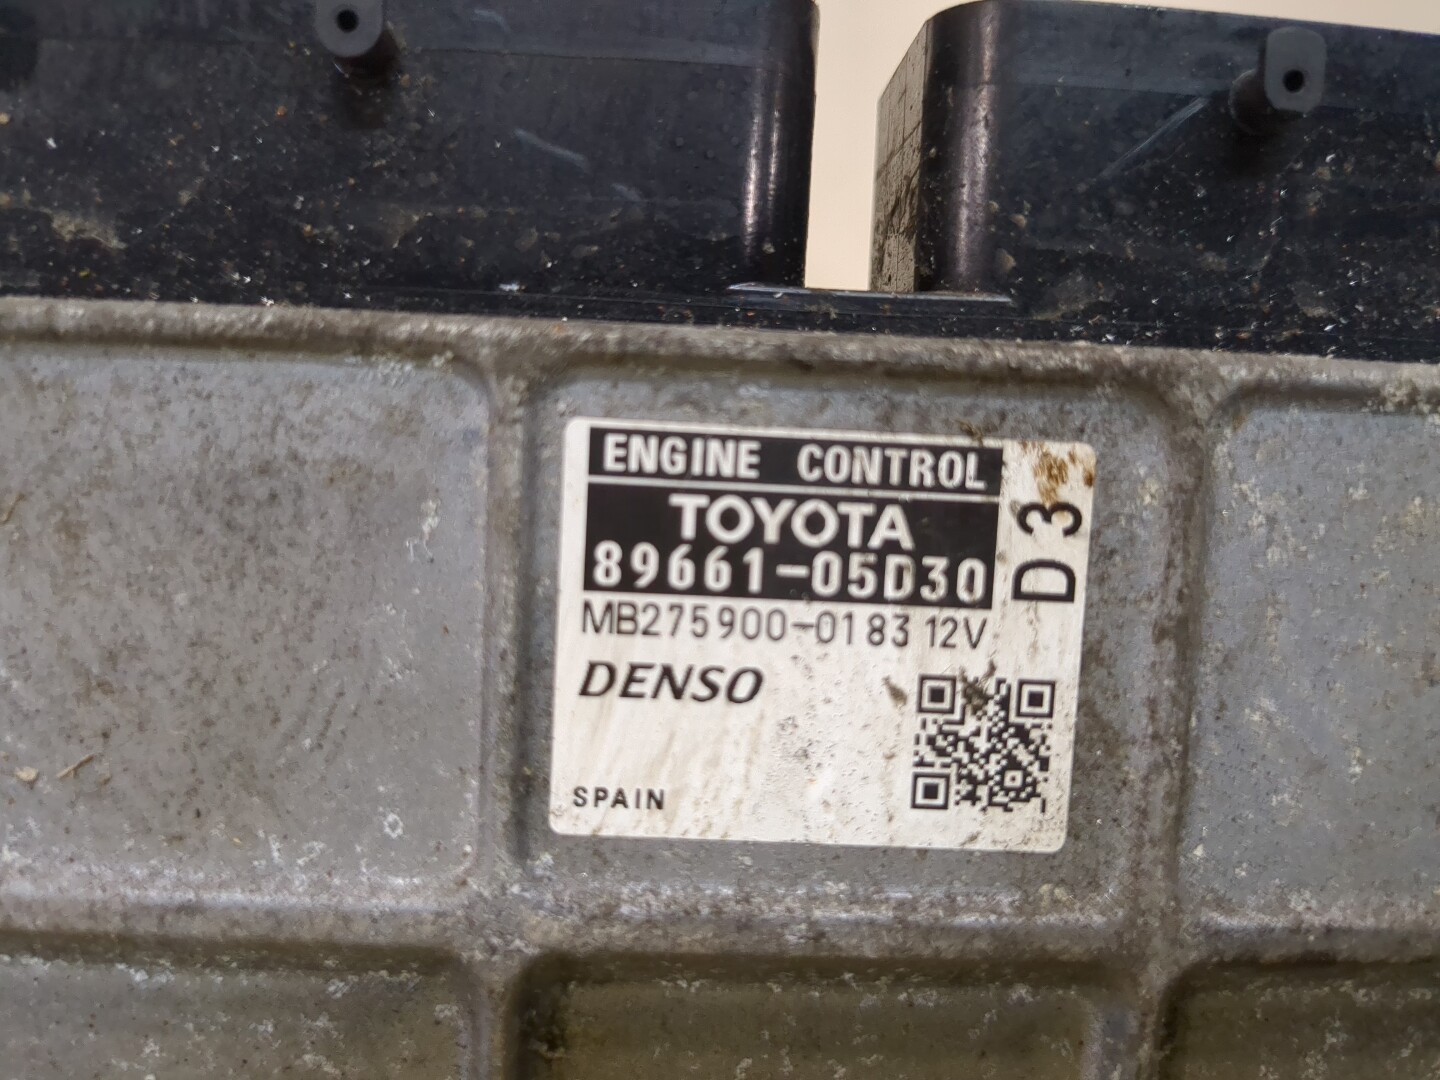 ENGINE CONTROL
TOYOTA
89661-05D30
D3
MB275900-0183 12V
DENSO
SPAIN